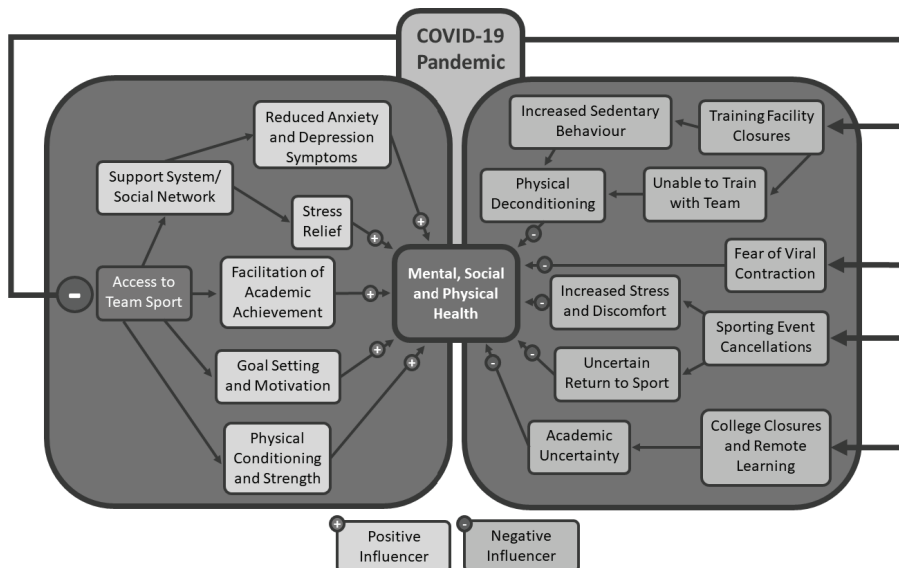 COVID-19
Pandemic
Reduced Anxiety
and Depression
Symptoms
Support System/
Social Network
Stress
Relief
Access to
Team Sport
-
Facilitation of
Academic
Achievement
Goal Setting
and Motivation
Physical
Conditioning
and Strength
+
+
+
+
+
Mental, Social
and Physical
Health
Increased Sedentary
Behaviour
Training Facility
Closures
Physical
Deconditioning
Unable to Train
with Team
-
Fear of Viral
Contraction
-
Increased Stress
and Discomfort
-
Sporting Event
Cancellations
Uncertain
Return to Sport
-
-
Academic
Uncertainty
College Closures
and Remote
Learning
+
Positive
Influencer
-
Negative
Influencer